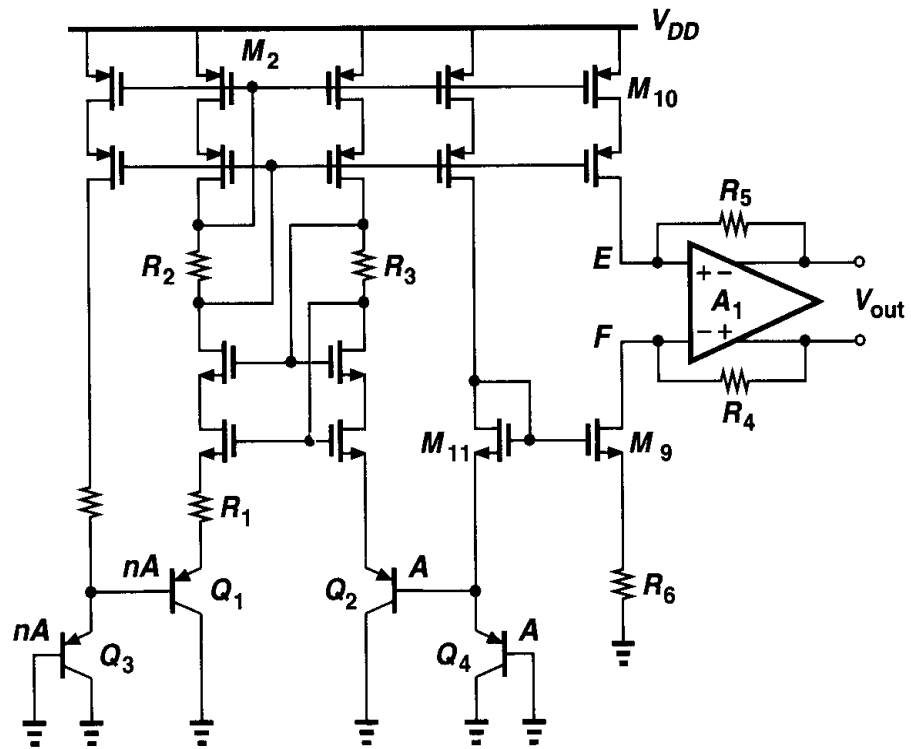 V_DD
M_2
M_10
R_5
E
+ −
A_1
V_out
− +
F
R_4
R_2
R_3
M_11
M_9
R_1
nA
Q_1
Q_2
A
R_6
nA
Q_3
Q_4
A